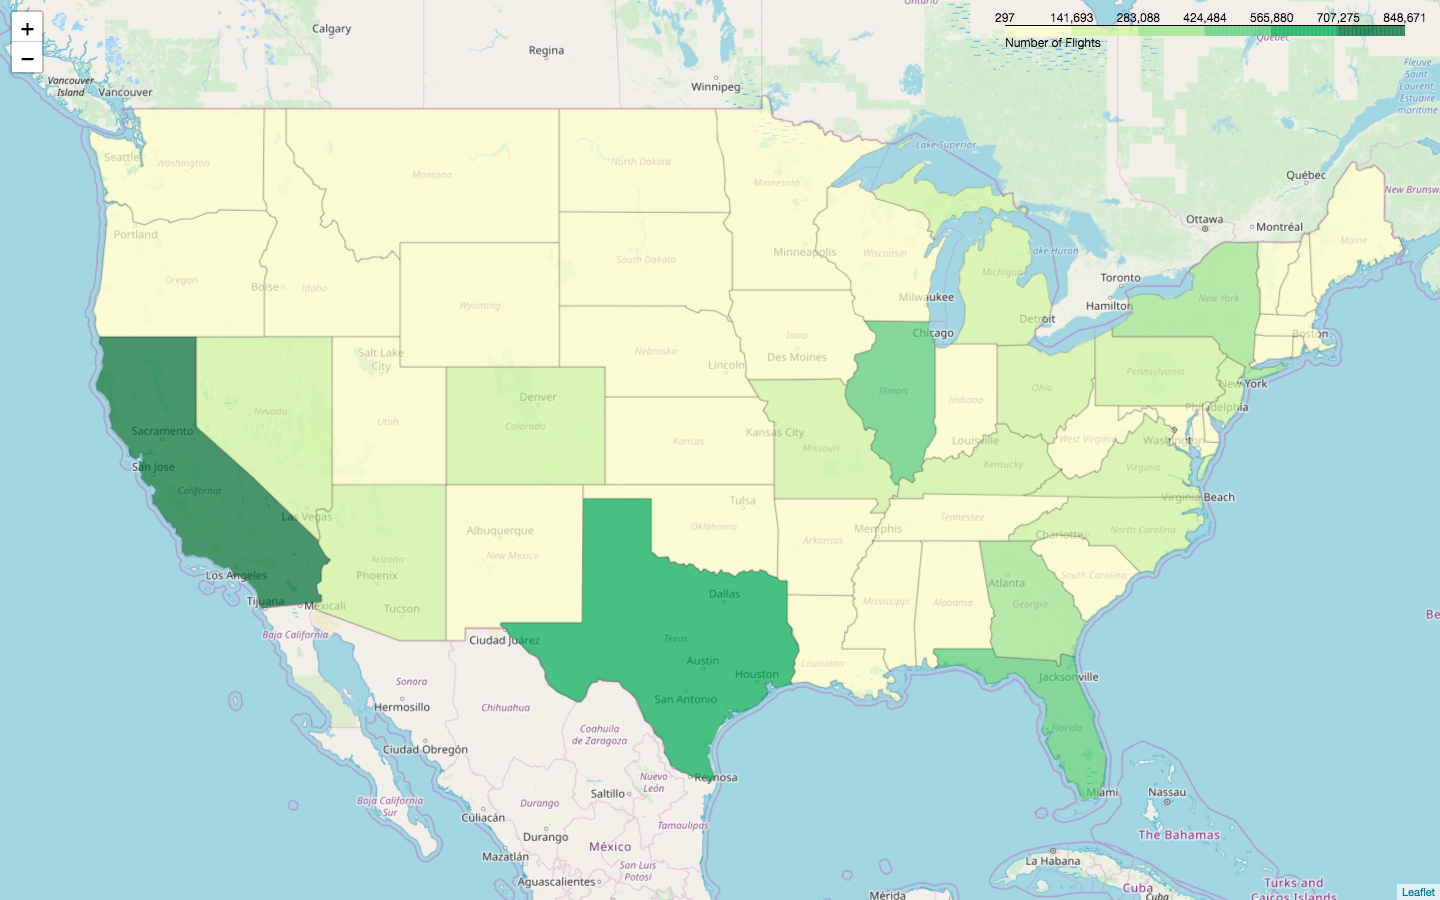 +
−
297 141,693 283,088 424,484 565,880 707,275 848,671
Number of Flights
Ontario
Calgary
Regina
Winnipeg
Vancouver
Island
Vancouver
Québec
Fleuve
Saint-
Laurent,
Estuaire
maritime
Lake Superior
Seattle
Washington
Montana
North Dakota
Minnesota
Québec
New Brunsw
Ottawa
Montréal
Maine
Portland
Oregon
Boise
Idaho
South Dakota
Minneapolis
Wisconsin
Lake Huron
Michigan
Toronto
Hamilton
New York
Wyoming
Milwaukee
Detroit
Chicago
Boston
Salt Lake
City
Nebraska
Lincoln
Iowa
Des Moines
Illinois
Indiana
Ohio
Pennsylvania
New York
Philadelphia
Nevada
Utah
Denver
Colorado
Kansas
Kansas City
Missouri
Louisville
Kentucky
West Virginia
Washington
Virginia
Virginia Beach
Sacramento
San Jose
California
Las Vegas
Albuquerque
New Mexico
Tulsa
Oklahoma
Arkansas
Memphis
Tennessee
Charlotte
North Carolina
South Carolina
Los Angeles
Arizona
Phoenix
Tucson
Tijuana
Mexicali
Baja California
Ciudad Juárez
Dallas
Texas
Austin
Houston
San Antonio
Louisiana
Mississippi
Alabama
Atlanta
Georgia
Jacksonville
Florida
Miami
Sonora
Hermosillo
Chihuahua
Ciudad Obregón
Coahuila
de Zaragoza
Nuevo
León
Reynosa
Baja California
Sur
Culiacán
Durango
Durango
Saltillo
Tamaulipas
Mazatlán
México
San Luis
Potosí
Aguascalientes
Nassau
The Bahamas
La Habana
Cuba
Cuba
Mérida
Turks and
Caicos Islands
Be
Leaflet